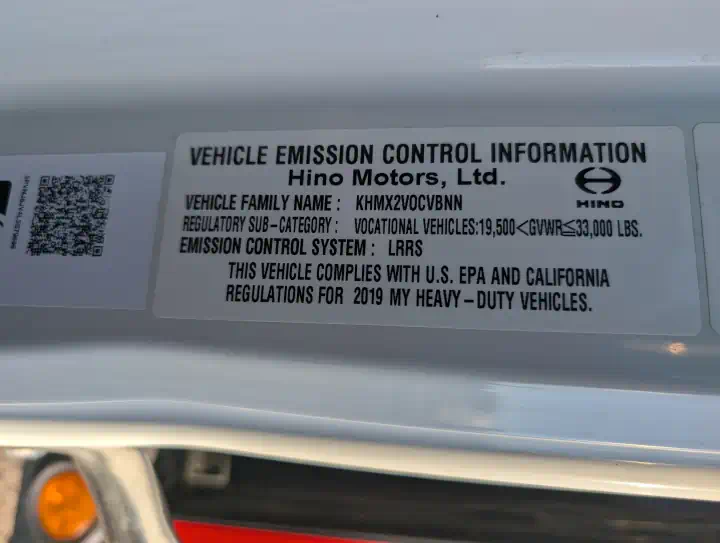 VEHICLE EMISSION CONTROL INFORMATION
Hino Motors, Ltd.
HINO
VEHICLE FAMILY NAME : KHMX2VOCVBNN
REGULATORY SUB-CATEGORY : VOCATIONAL VEHICLES:19,500<GVWR≦33,000 LBS.
EMISSION CONTROL SYSTEM : LRRS
THIS VEHICLE COMPLIES WITH U.S. EPA AND CALIFORNIA
REGULATIONS FOR 2019 MY HEAVY-DUTY VEHICLES.